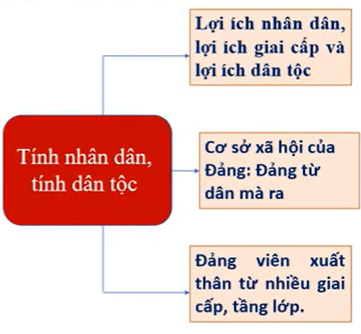 Tính nhân dân,
tính dân tộc
Lợi ích nhân dân,
lợi ích giai cấp và
lợi ích dân tộc
Cơ sở xã hội của
Đảng: Đảng từ
dân mà ra
Đảng viên xuất
thân từ nhiều giai
cấp, tầng lớp.